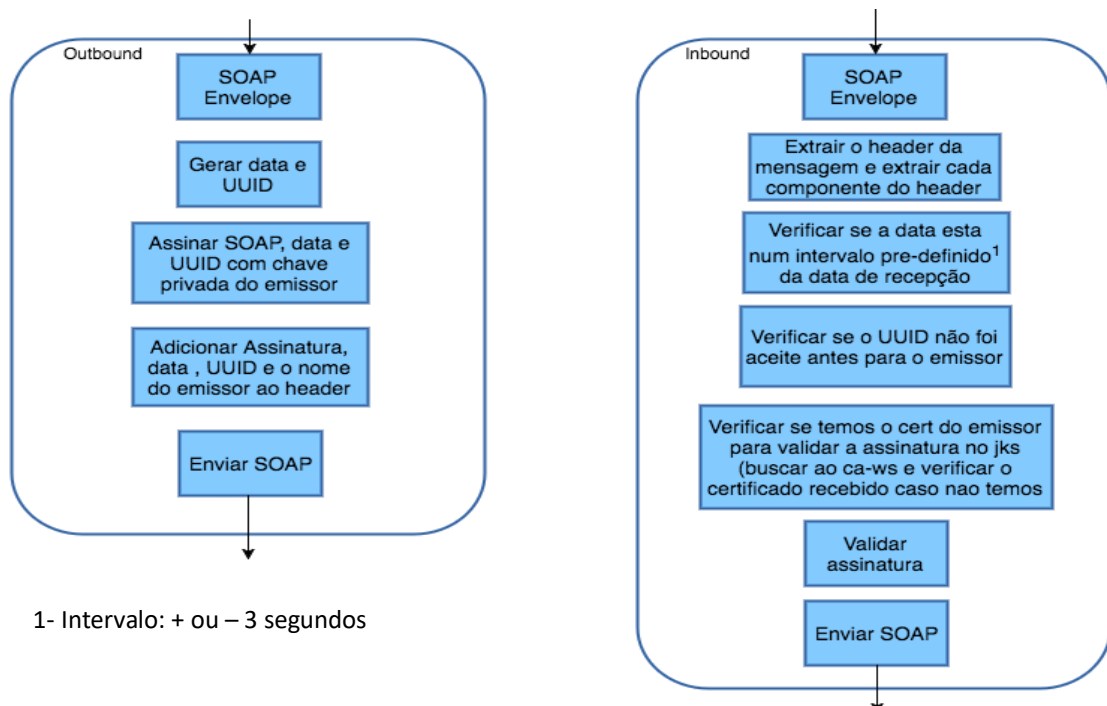 Outbound
SOAP
Envelope
Gerar data e
UUID
Assinar SOAP, data e
UUID com chave
privada do emissor
Adicionar Assinatura,
data , UUID e o nome
do emissor ao header
Enviar SOAP
1- Intervalo: + ou – 3 segundos
Inbound
SOAP
Envelope
Extrair o header da
mensagem e extrair cada
componente do header
Verificar se a data esta
num intervalo pre-definido¹
da data de recepção
Verificar se o UUID não foi
aceite antes para o emissor
Verificar se temos o cert do emissor
para validar a assinatura no jks
(buscar ao ca-ws e verificar o
certificado recebido caso nao temos
Validar
assinatura
Enviar SOAP